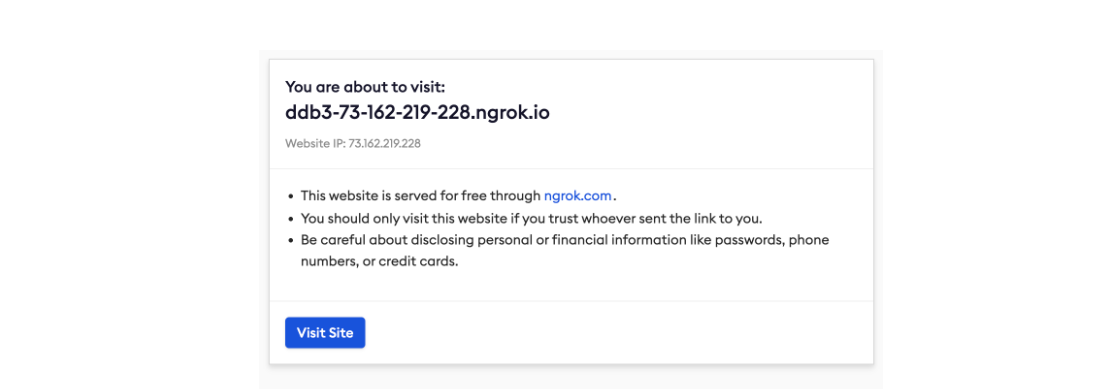 You are about to visit:
ddb3-73-162-219-228.ngrok.io
Website IP: 73.162.219.228
• This website is served for free through ngrok.com.
• You should only visit this website if you trust whoever sent the link to you.
• Be careful about disclosing personal or financial information like passwords, phone
numbers, or credit cards.
Visit Site